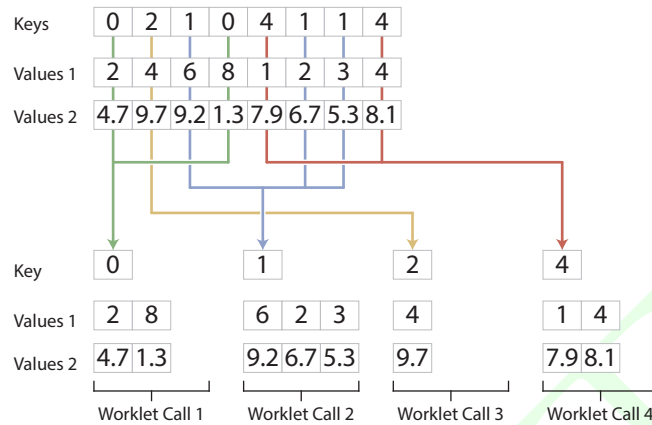 Keys 0 2 1 0 4 1 1 4
Values 1 2 4 6 8 1 2 3 4
Values 2 4.7 9.7 9.2 1.3 7.9 6.7 5.3 8.1
Key 0 1 2 4
Values 1 2 8 6 2 3 4 1 4
Values 2 4.7 1.3 9.2 6.7 5.3 9.7 7.9 8.1
Worklet Call 1 Worklet Call 2 Worklet Call 3 Worklet Call 4